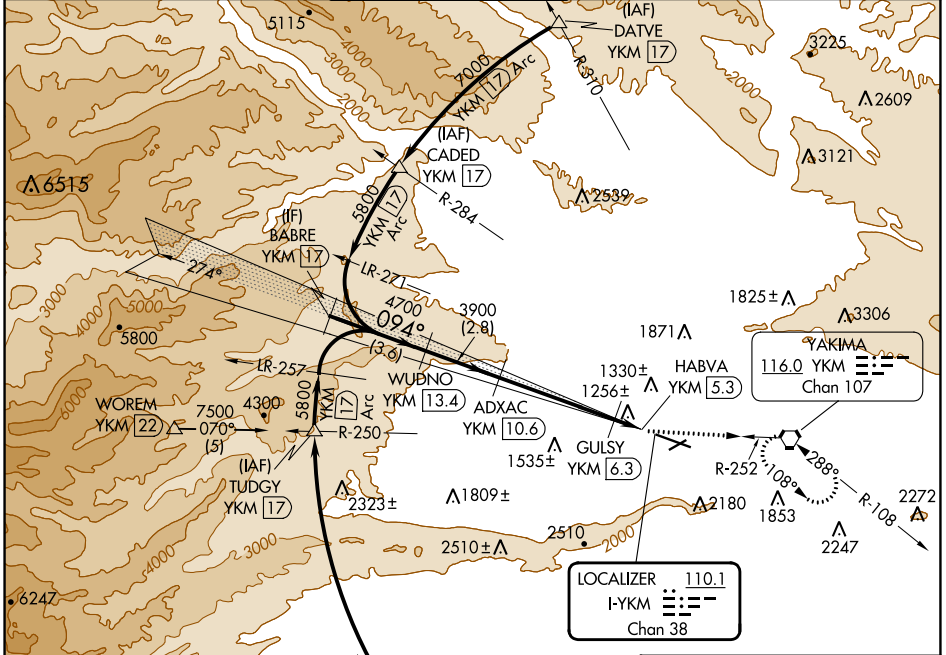 5115
(IAF)
DATVE
YKM 17
R-310
3225
2609
3121
7000
YKM 17 Arc
2000
3000
(IAF)
CADED
YKM 17
R-284
2539
6515
5800
YKM 17
Arc
(IF)
BABRE
YKM 17
LR-271
274°
4700
094°
(3.6)
3900
(2.8)
1825±
3306
1871
3000
4000
5000
5800
LR-257
WUDNO
YKM 13.4
ADXAC
YKM 10.6
1330±
1256±
HABVA
YKM 5.3
YAKIMA
116.0 YKM
Chan 107
WOREM
YKM 22
7500
070°
(5)
4300
5800
YKM
17
Arc
R-250
(IAF)
TUDGY
YKM 17
6000
GULSY
YKM 6.3
1535±
R-252
108°
288°
R-108
2323±
1809±
2180
1853
2272
2247
2510±
2510
2000
4000
2-3000
6247
LOCALIZER 110.1
I-YKM
Chan 38